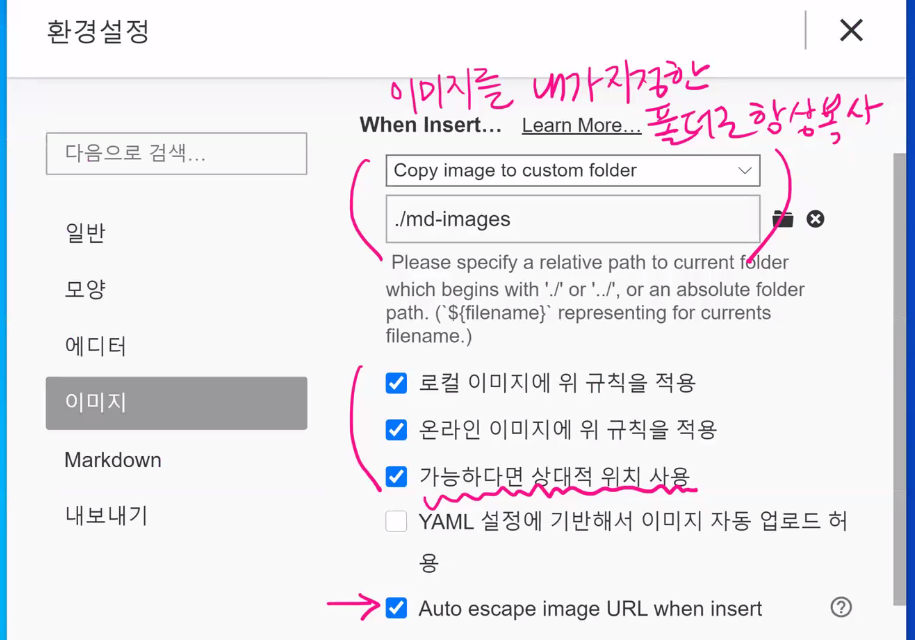 환경설정
이미지를 내가지정한
폴더로 항상복사
When Insert... Learn More...
다음으로 검색...
Copy image to custom folder
./md-images
Please specify a relative path to current folder
which begins with './' or '../', or an absolute folder
path. (`${filename}` representing for currents
filename.)
일반
모양
에디터
이미지
Markdown
내보내기
로컬 이미지에 위 규칙을 적용
온라인 이미지에 위 규칙을 적용
가능하다면 상대적 위치 사용
YAML 설정에 기반해서 이미지 자동 업로드 허
용
Auto escape image URL when insert